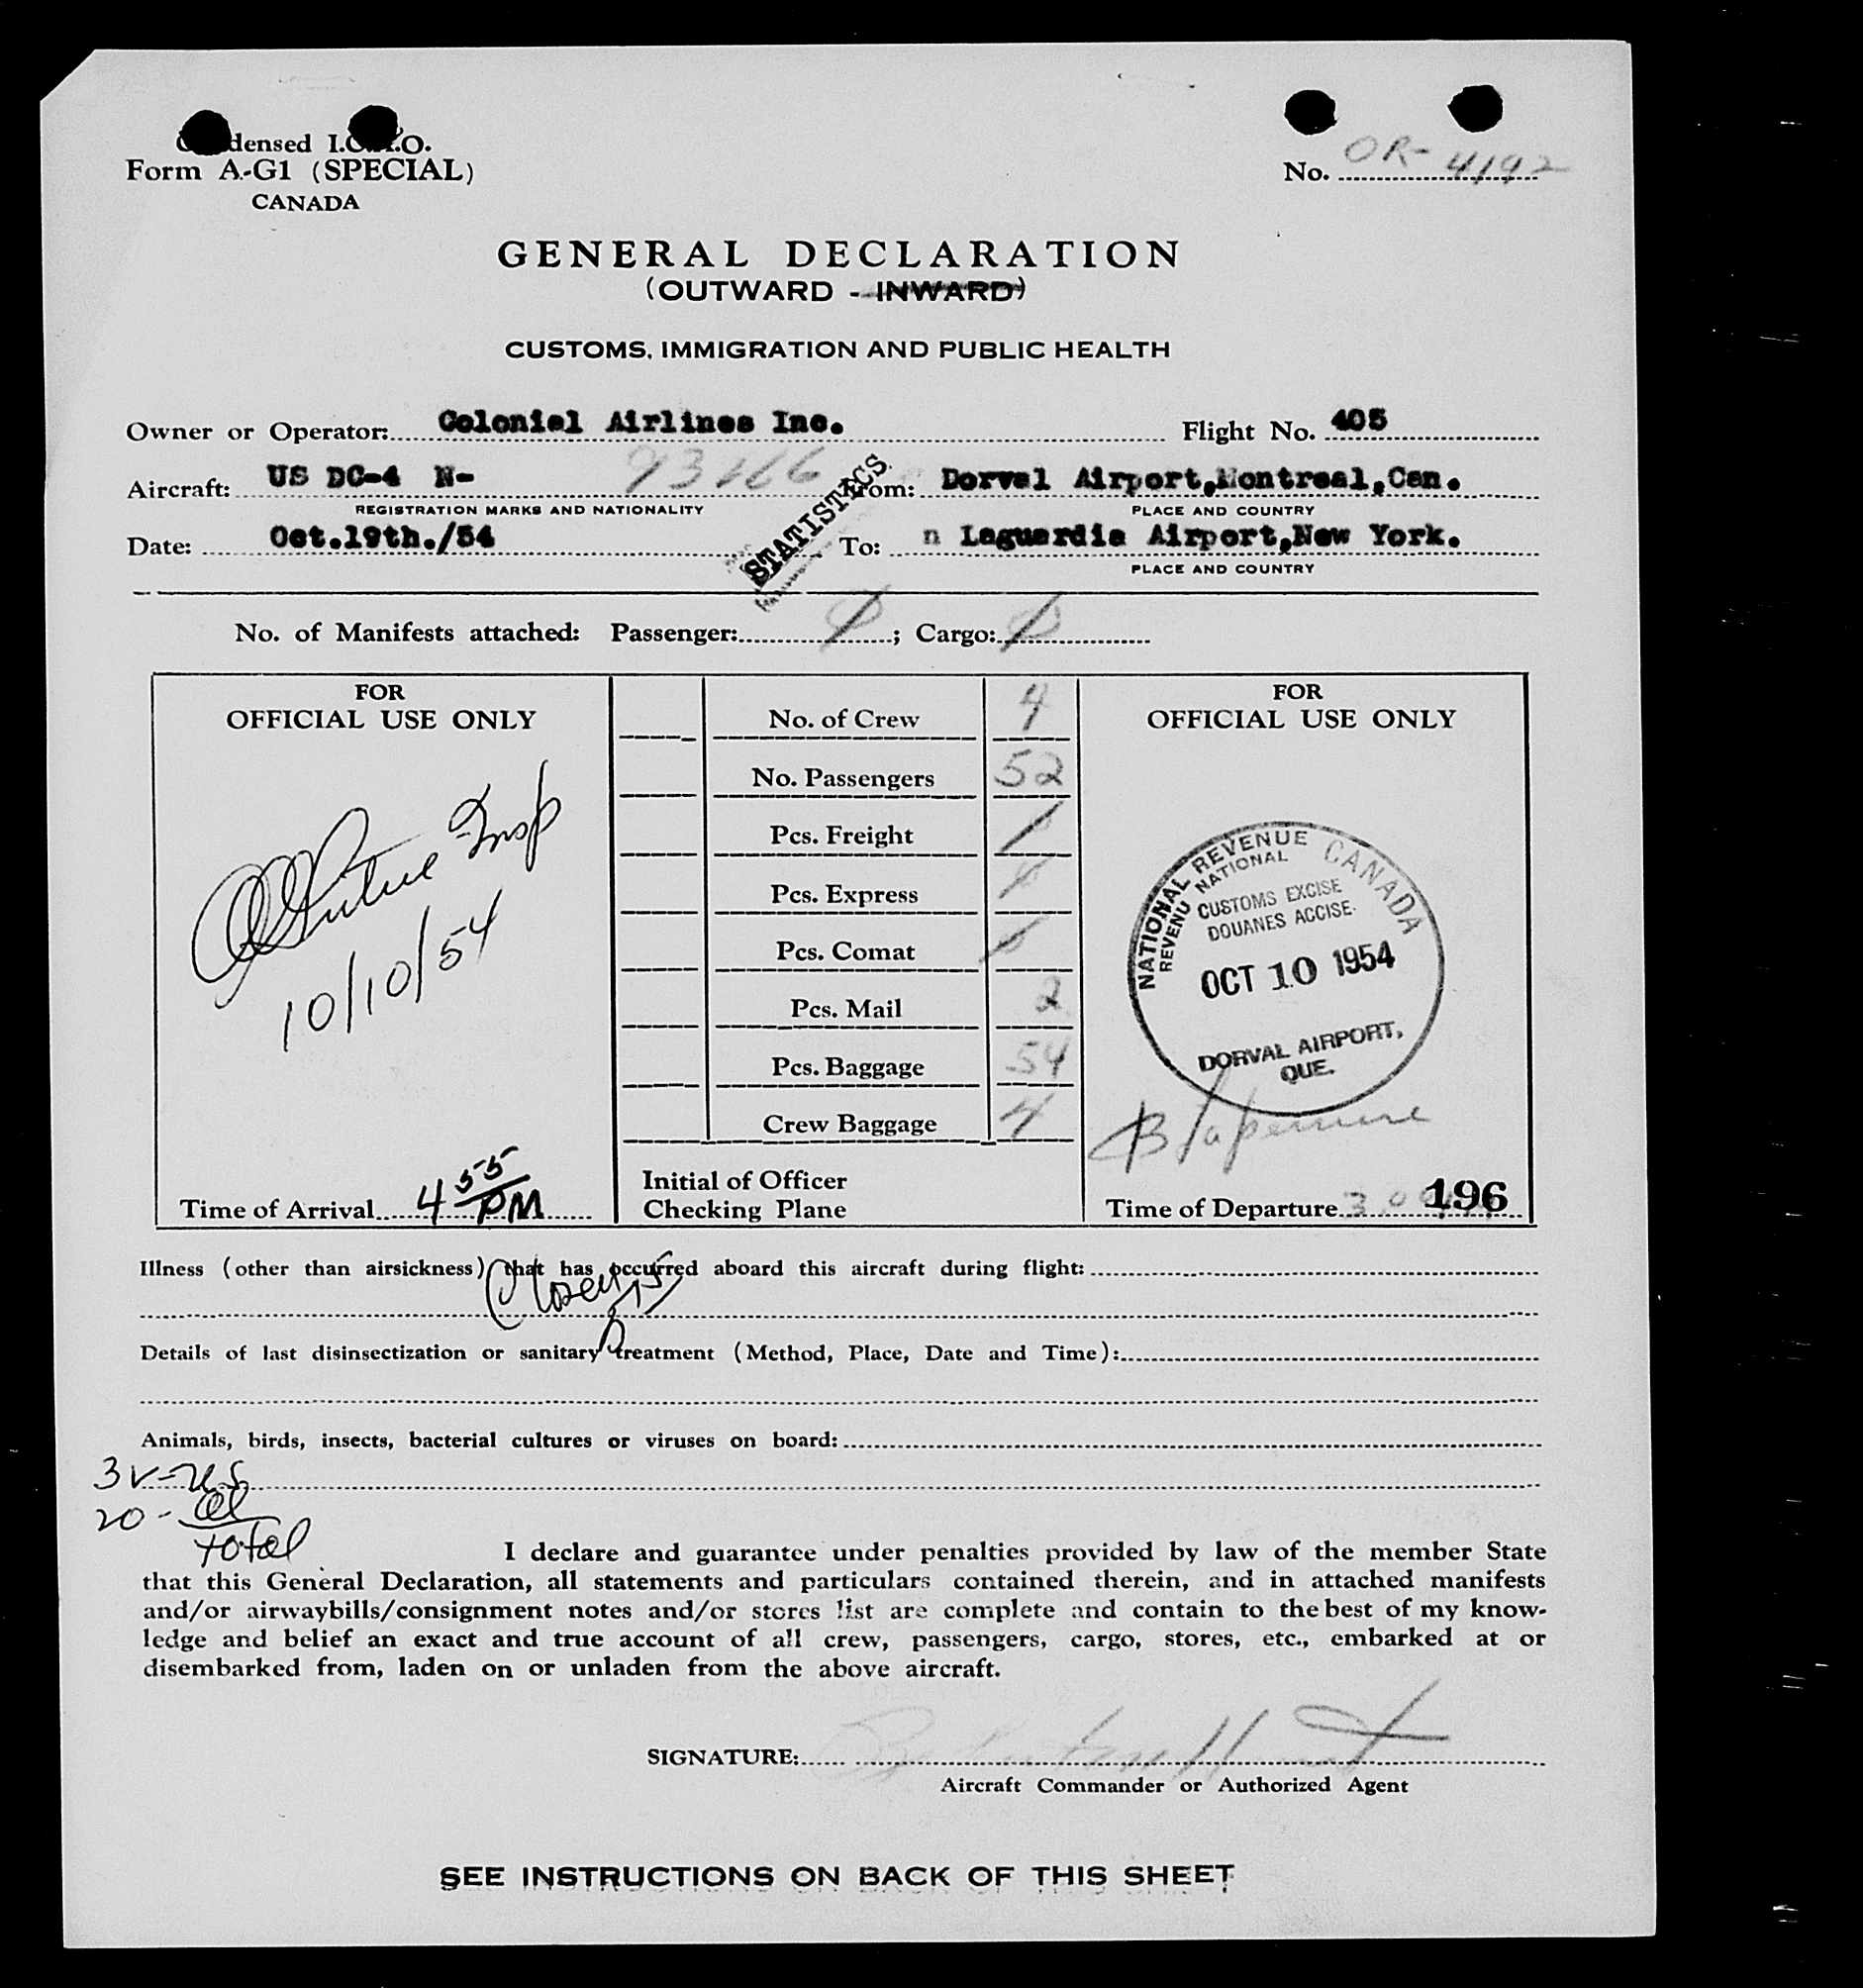 densed I.C.A.O.
Form A-G1 (SPECIAL)
CANADA
No. OR-4192
GENERAL DECLARATION
(OUTWARD - INWARD)
CUSTOMS, IMMIGRATION AND PUBLIC HEALTH
Owner or Operator: Colonial Airlines Inc. Flight No. 405
Aircraft: US DC-4 N- From: Dorval Airport,Montreal,Can.
REGISTRATION MARKS AND NATIONALITY PLACE AND COUNTRY
STATISTICS
Date: Oct.19th./54 To: n Laguardia Airport,New York.
PLACE AND COUNTRY
No. of Manifests attached: Passenger: ; Cargo:
FOR
OFFICIAL USE ONLY
Insp
10/10/54
Time of Arrival 4 55 PM
No. of Crew 4
No. Passengers 52
Pcs. Freight
Pcs. Express
Pcs. Comat
Pcs. Mail 2
Pcs. Baggage 54
Crew Baggage 4
Initial of Officer
Checking Plane
FOR
OFFICIAL USE ONLY
NATIONAL REVENUE CANADA
REVENU NATIONAL
CUSTOMS EXCISE
DOUANES ACCISE
OCT 10 1954
DORVAL AIRPORT,
QUE.
Time of Departure 196
Illness (other than airsickness) that has occurred aboard this aircraft during flight:
Details of last disinsectization or sanitary treatment (Method, Place, Date and Time):
Animals, birds, insects, bacterial cultures or viruses on board:
20 - al
total
I declare and guarantee under penalties provided by law of the member State
that this General Declaration, all statements and particulars contained therein, and in attached manifests
and/or airwaybills/consignment notes and/or stores list are complete and contain to the best of my know-
ledge and belief an exact and true account of all crew, passengers, cargo, stores, etc., embarked at or
disembarked from, laden on or unladen from the above aircraft.
SIGNATURE:
Aircraft Commander or Authorized Agent
SEE INSTRUCTIONS ON BACK OF THIS SHEET